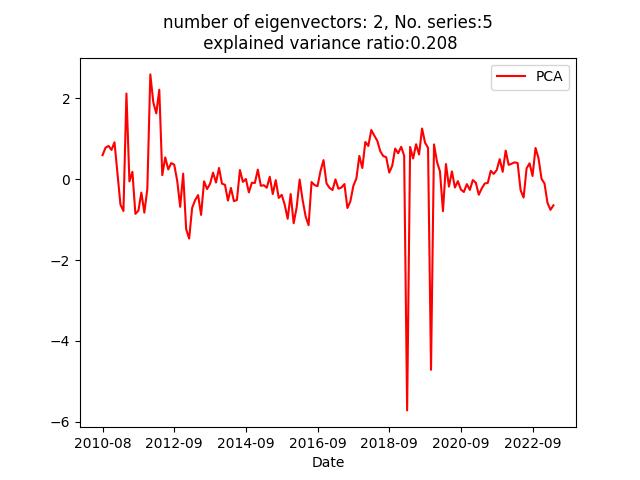 number of eigenvectors: 2, No. series:5
explained variance ratio:0.208
PCA
2
0
−2
−4
−6
2010-08 2012-09 2014-09 2016-09 2018-09 2020-09 2022-09
Date